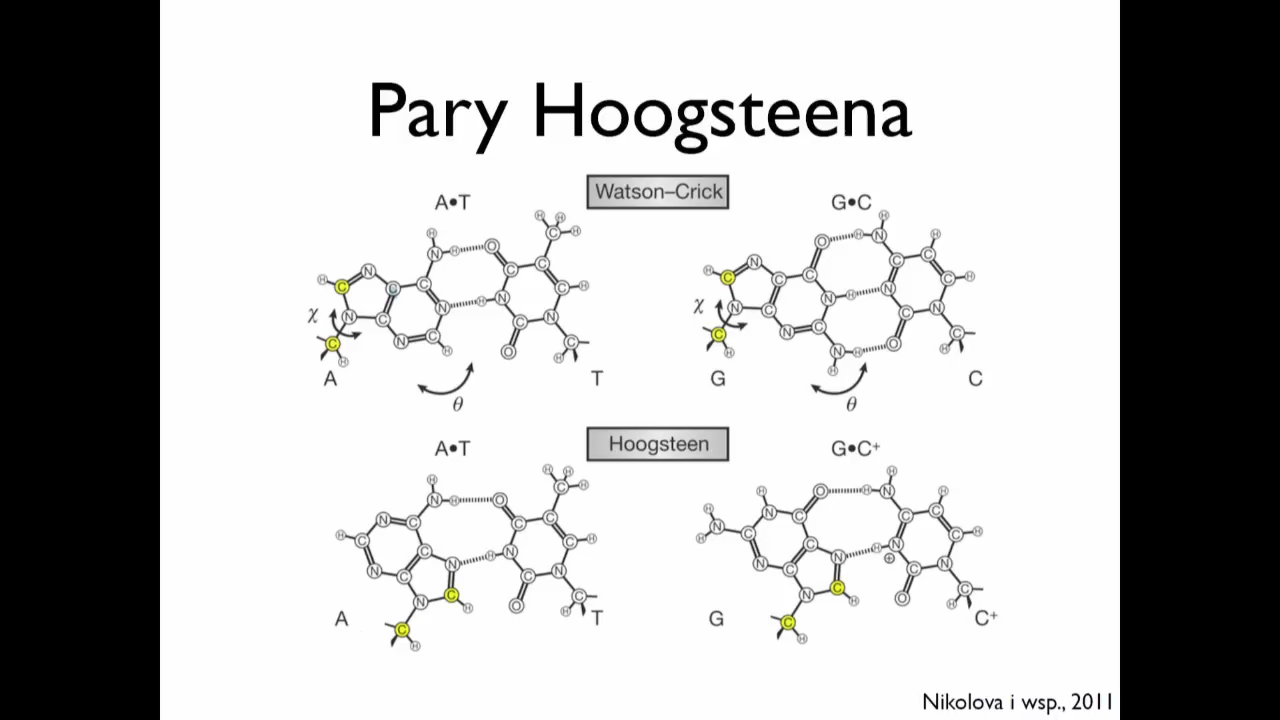 Pary Hoogsteena
Watson–Crick
A•T
G•C
χ
χ
A
θ
T
G
θ
C
Hoogsteen
A•T
G•C⁺
A
T
G
C⁺
Nikolova i wsp., 2011